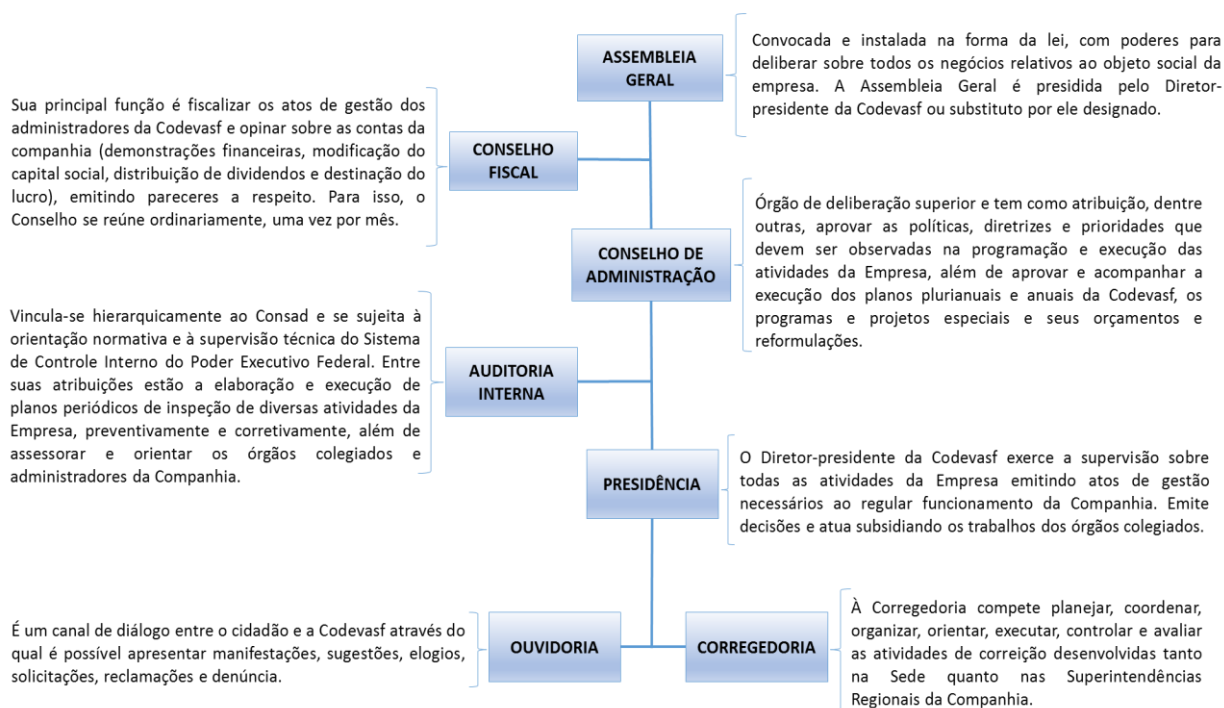 ASSEMBLEIA
GERAL
Convocada e instalada na forma da lei, com poderes para
deliberar sobre todos os negócios relativos ao objeto social da
empresa. A Assembleia Geral é presidida pelo Diretor-
presidente da Codevasf ou substituto por ele designado.
Sua principal função é fiscalizar os atos de gestão dos
administradores da Codevasf e opinar sobre as contas da
companhia (demonstrações financeiras, modificação do
capital social, distribuição de dividendos e destinação do
lucro), emitindo pareceres a respeito. Para isso, o
Conselho se reúne ordinariamente, uma vez por mês.
CONSELHO
FISCAL
CONSELHO DE
ADMINISTRAÇÃO
Órgão de deliberação superior e tem como atribuição, dentre
outras, aprovar as políticas, diretrizes e prioridades que
devem ser observadas na programação e execução das
atividades da Empresa, além de aprovar e acompanhar a
execução dos planos plurianuais e anuais da Codevasf, os
programas e projetos especiais e seus orçamentos e
reformulações.
Vincula-se hierarquicamente ao Consad e se sujeita à
orientação normativa e à supervisão técnica do Sistema
de Controle Interno do Poder Executivo Federal. Entre
suas atribuições estão a elaboração e execução de
planos periódicos de inspeção de diversas atividades da
Empresa, preventivamente e corretivamente, além de
assessorar e orientar os órgãos colegiados e
administradores da Companhia.
AUDITORIA
INTERNA
PRESIDÊNCIA
O Diretor-presidente da Codevasf exerce a supervisão sobre
todas as atividades da Empresa emitindo atos de gestão
necessários ao regular funcionamento da Companhia. Emite
decisões e atua subsidiando os trabalhos dos órgãos colegiados.
É um canal de diálogo entre o cidadão e a Codevasf através do
qual é possível apresentar manifestações, sugestões, elogios,
solicitações, reclamações e denúncia.
OUVIDORIA
CORREGEDORIA
À Corregedoria compete planejar, coordenar,
organizar, orientar, executar, controlar e avaliar
as atividades de correição desenvolvidas tanto
na Sede quanto nas Superintendências
Regionais da Companhia.